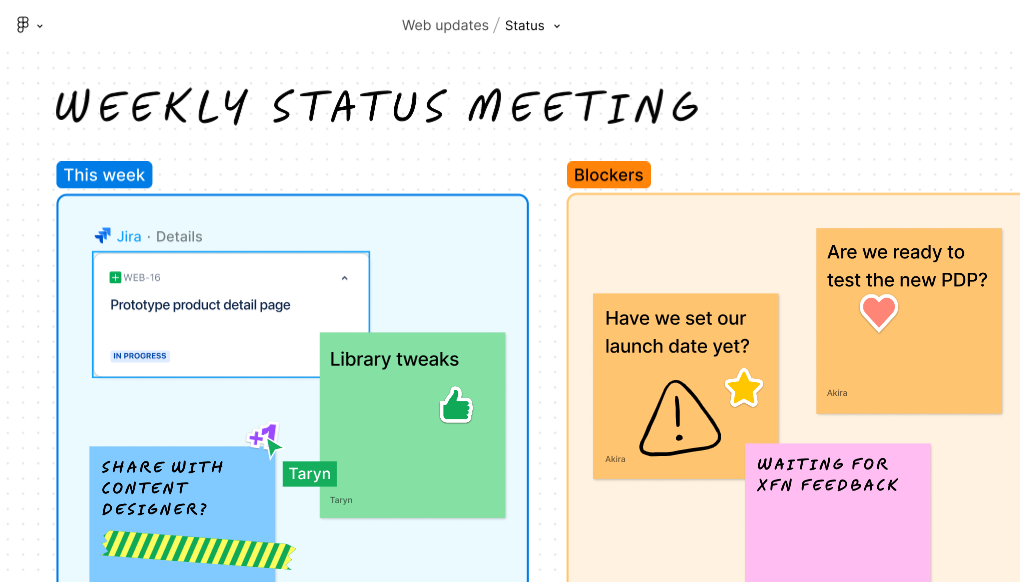 Web updates / Status
WEEKLY STATUS MEETING
This week
Jira · Details
WEB-16
Prototype product detail page
IN PROGRESS
Library tweaks
Taryn
+1
Taryn
SHARE WITH
CONTENT
DESIGNER?
Blockers
Are we ready to
test the new PDP?
Akira
Have we set our
launch date yet?
!
Akira
WAITING FOR
XFN FEEDBACK